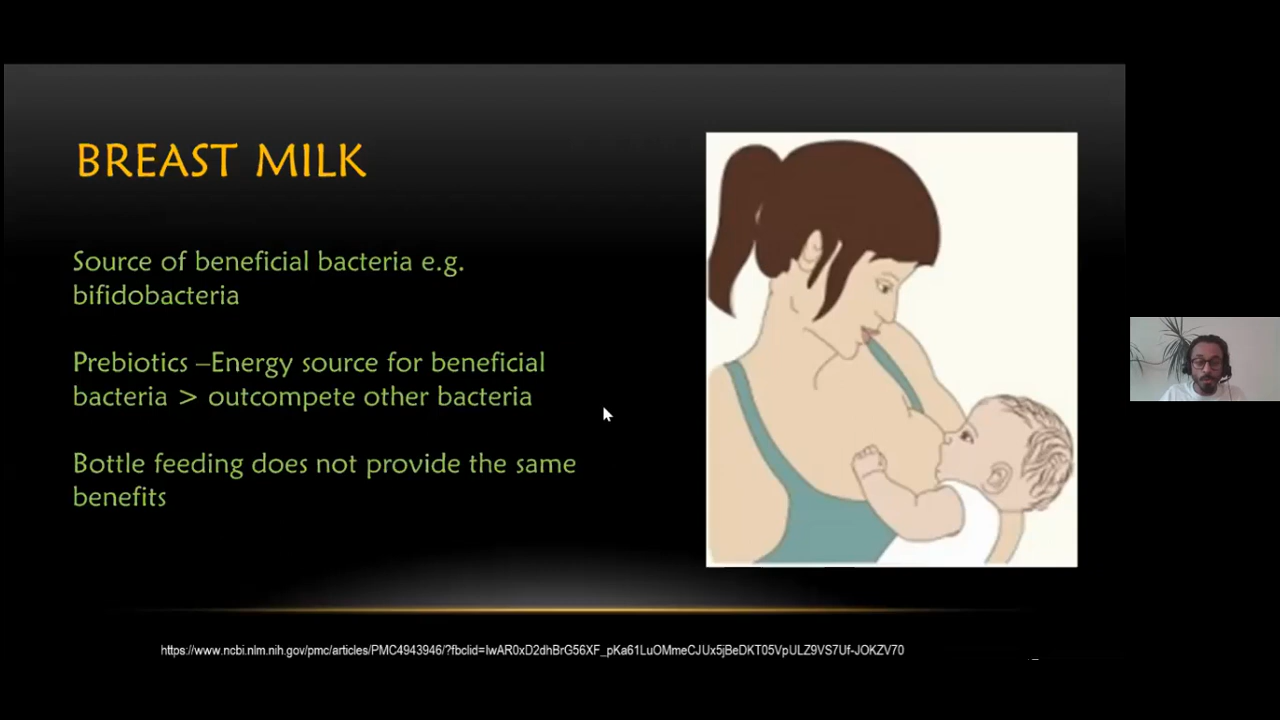 BREAST MILK
Source of beneficial bacteria e.g.
bifidobacteria
Prebiotics –Energy source for beneficial
bacteria > outcompete other bacteria
Bottle feeding does not provide the same
benefits
https://www.ncbi.nlm.nih.gov/pmc/articles/PMC4943946/?fbclid=IwAR0xD2dhBrG56XF_pKa61LuOMmeCJUx5jBeDKT05VpULZ9VS7Uf-JOKZV70